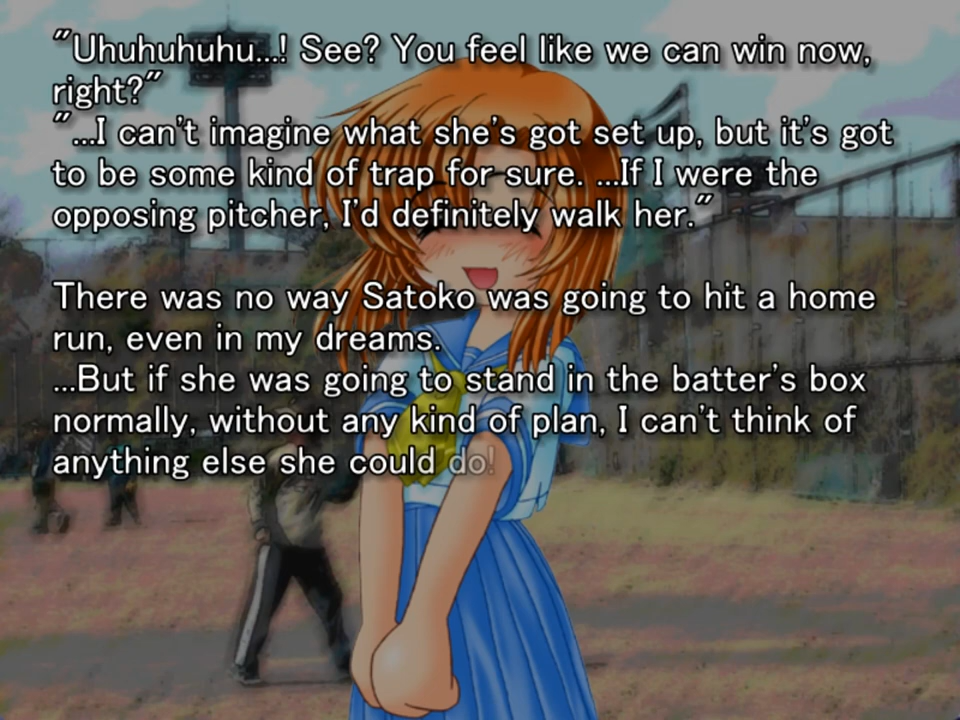 "Uhuhuhuhu...! See? You feel like we can win now,
right?"
"...I can't imagine what she's got set up, but it's got
to be some kind of trap for sure. ...If I were the
opposing pitcher, I'd definitely walk her."
There was no way Satoko was going to hit a home
run, even in my dreams.
...But if she was going to stand in the batter's box
normally, without any kind of plan, I can't think of
anything else she could do!